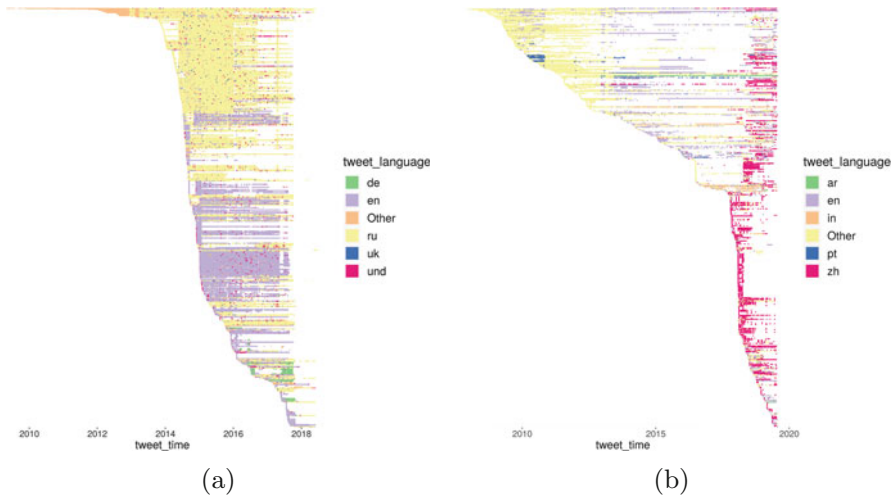 tweet_language
de
en
Other
ru
uk
und
2010 2012 2014 2016 2018
tweet_time
(a)
tweet_language
ar
en
in
Other
pt
zh
2010 2015 2020
tweet_time
(b)